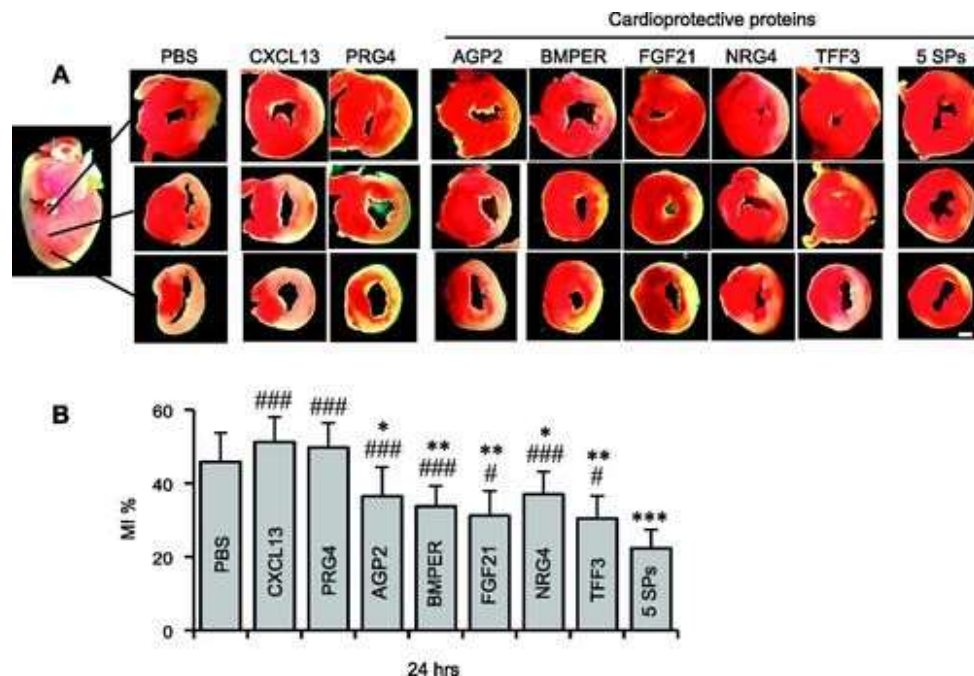 Cardioprotective proteins
A
PBS CXCL13 PRG4 AGP2 BMPER FGF21 NRG4 TFF3 5 SPs
B
### ### * ** ** * ** ***
### ### # ### #
60
40
20
0
MI %
PBS CXCL13 PRG4 AGP2 BMPER FGF21 NRG4 TFF3 5 SPs
24 hrs